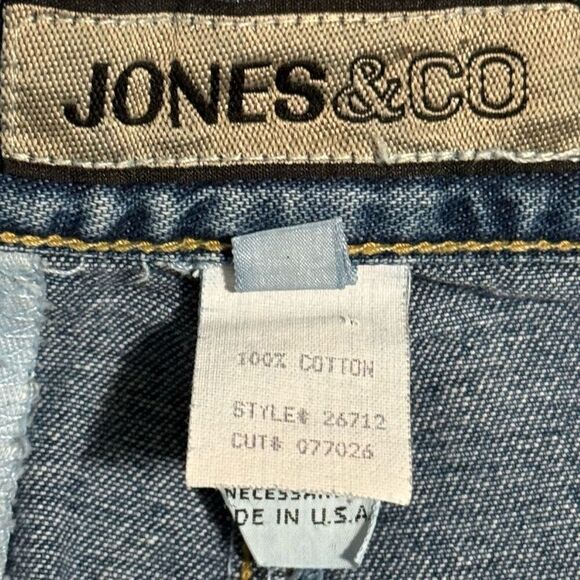 JONES&CO
100% COTTON
STYLE# 26712
CUT# 077026
DE IN U.S.A